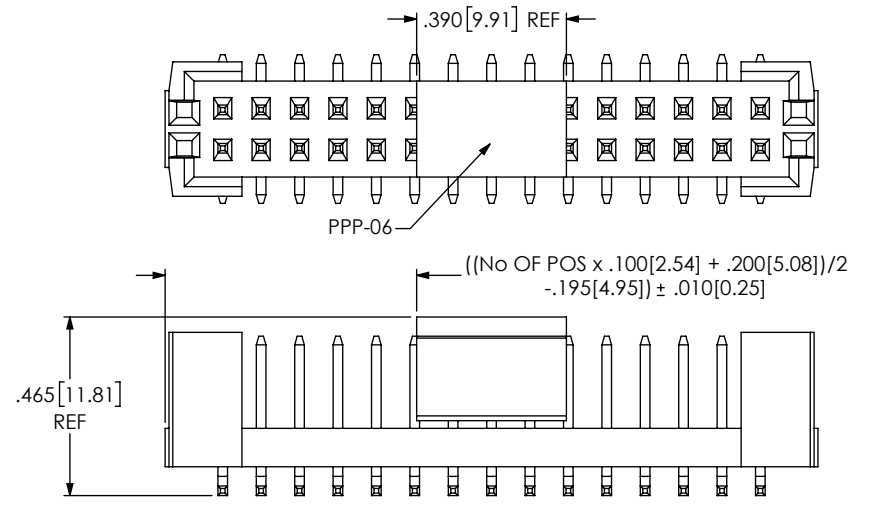 .390[9.91] REF
PPP-06
((No OF POS x .100[2.54] + .200[5.08])/2
-.195[4.95]) ± .010[0.25]
.465[11.81]
REF